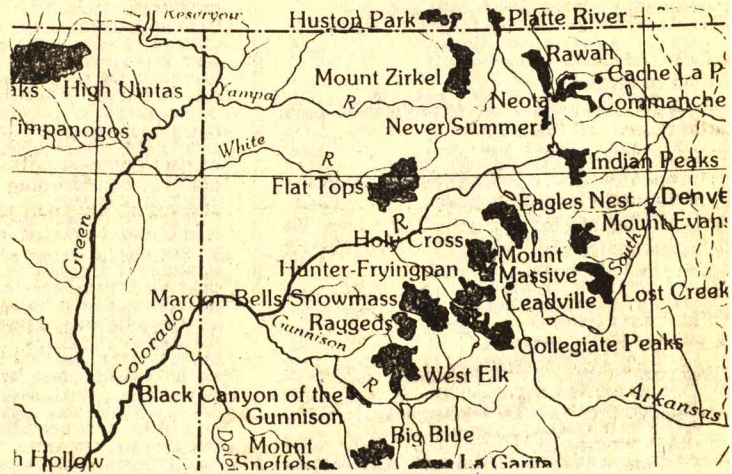 Huston Park
Platte River
Rawah
Mount Zirkel
Cache La P
High Uintas
Yampa
R
Neota
Commanche
Never Summer
White
R
Indian Peaks
Flat Tops
Eagles Nest
Denve
Mount Evans
R
Holy Cross
Green
South
Mount
Massive
Hunter-Fryingpan
Maroon Bells-Snowmass
Leadville
Lost Creek
Colorado
Raggeds
Gunnison
Collegiate Peaks
R
West Elk
Black Canyon of the
Gunnison
Arkansas
Big Blue
Mount
Sneffels
h Hollow
La Garita